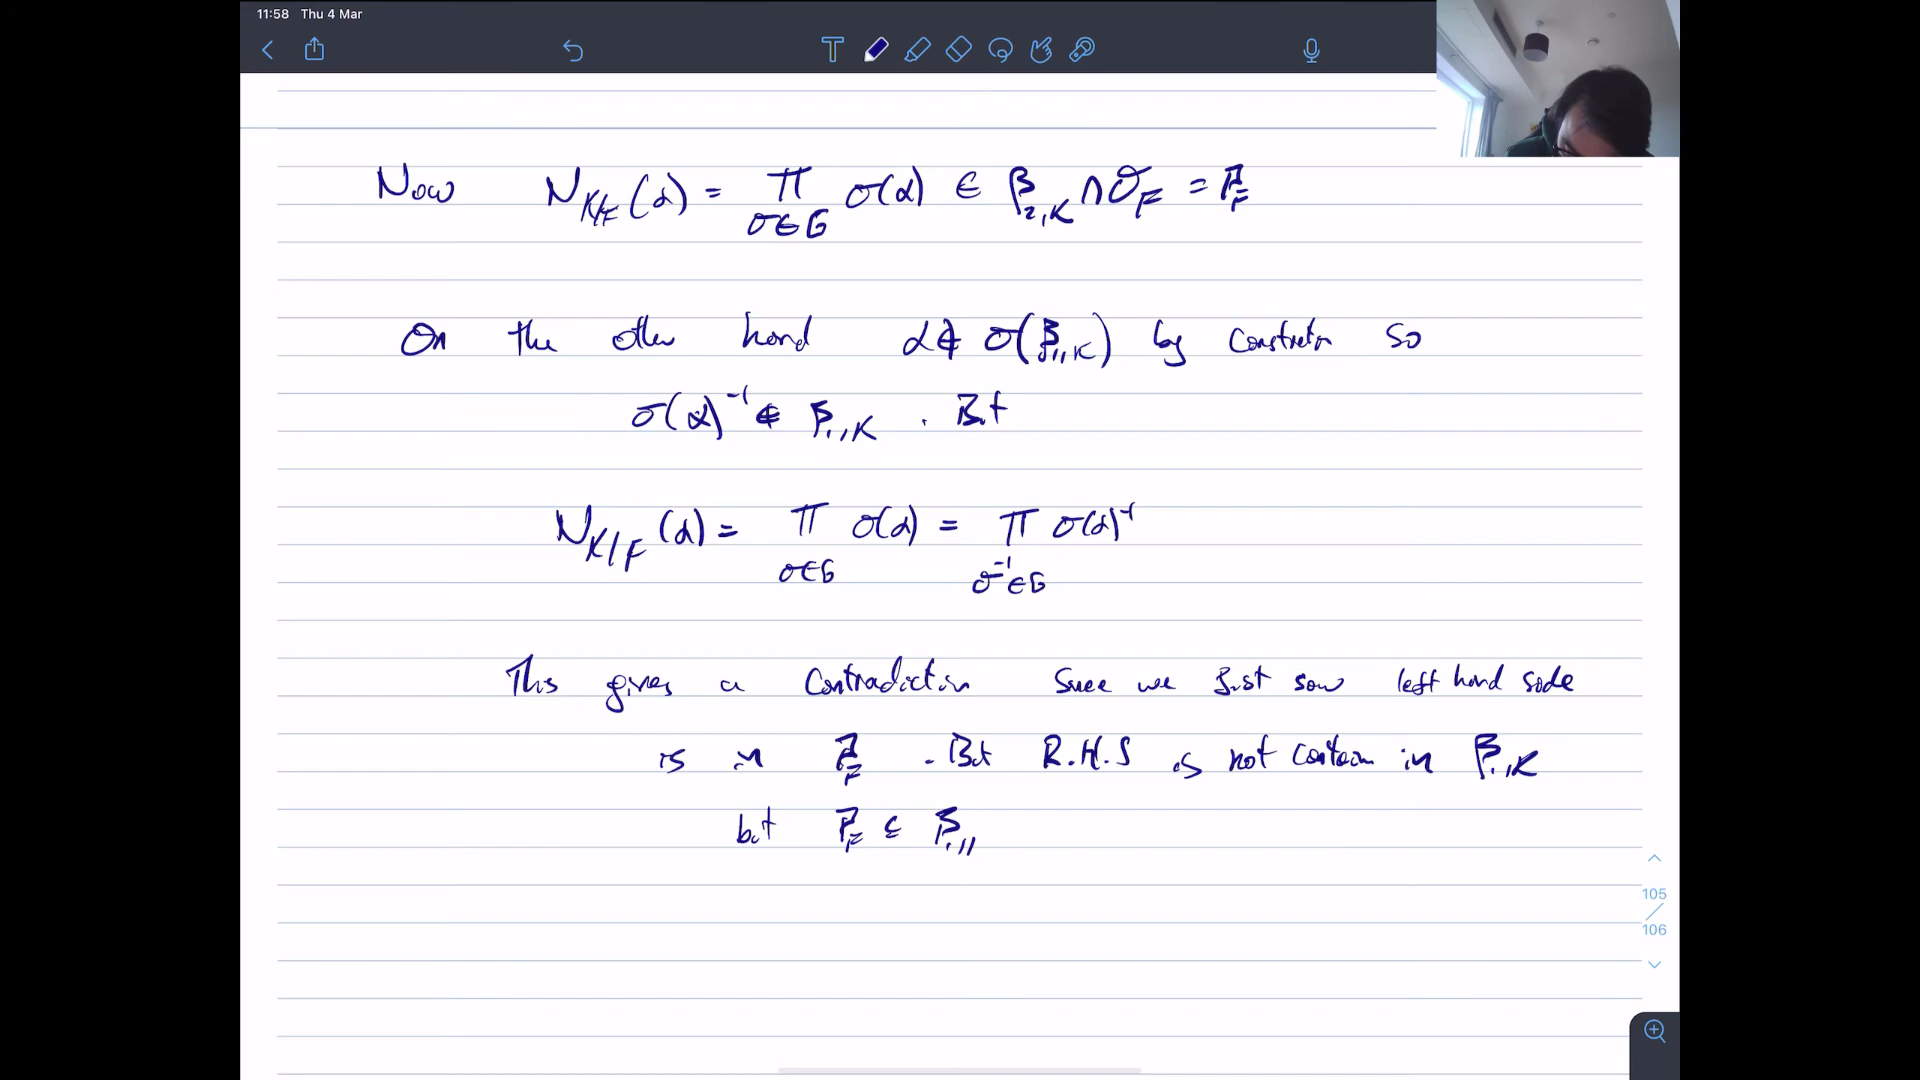 11:58 Thu 4 Mar
Now N_{K/F}(α) = ∏_{σ∈G} σ(α) ∈ β_{2,K} ∩ O_F = P_F
On the other hand α ∉ σ(β_{1,K}) by so
σ(α)^{-1} ∉ β_{1,K} . But
N_{K/F}(α) = ∏_{σ∈G} σ(α) = ∏_{σ^{-1}∈G} σ(α)^{-1}
This gives a contradiction since we just saw left hand side
is in P_F . But R.H.S is not contain in β_{1,K}
but P_F ⊆ β_{1,1}
105
106